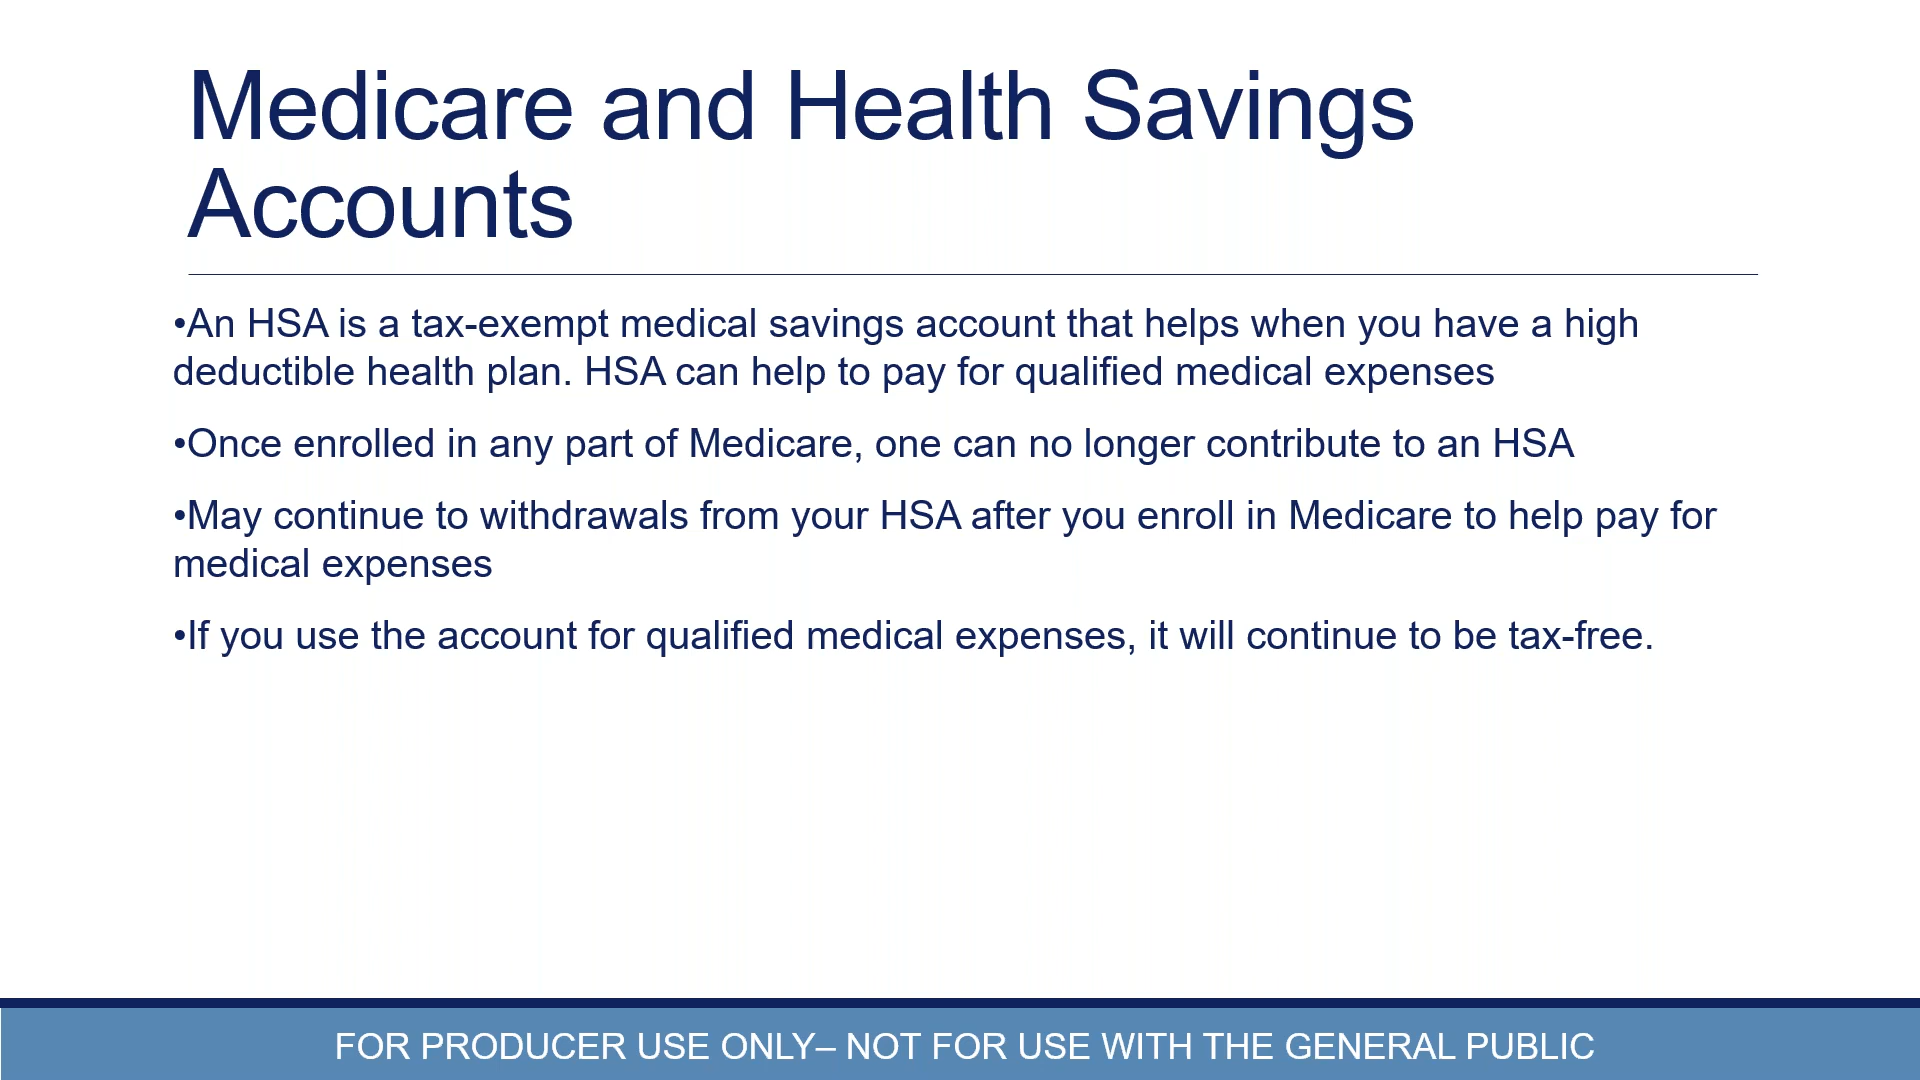 Medicare and Health Savings
Accounts
•An HSA is a tax-exempt medical savings account that helps when you have a high
deductible health plan. HSA can help to pay for qualified medical expenses
•Once enrolled in any part of Medicare, one can no longer contribute to an HSA
•May continue to withdrawals from your HSA after you enroll in Medicare to help pay for
medical expenses
•If you use the account for qualified medical expenses, it will continue to be tax-free.
FOR PRODUCER USE ONLY– NOT FOR USE WITH THE GENERAL PUBLIC